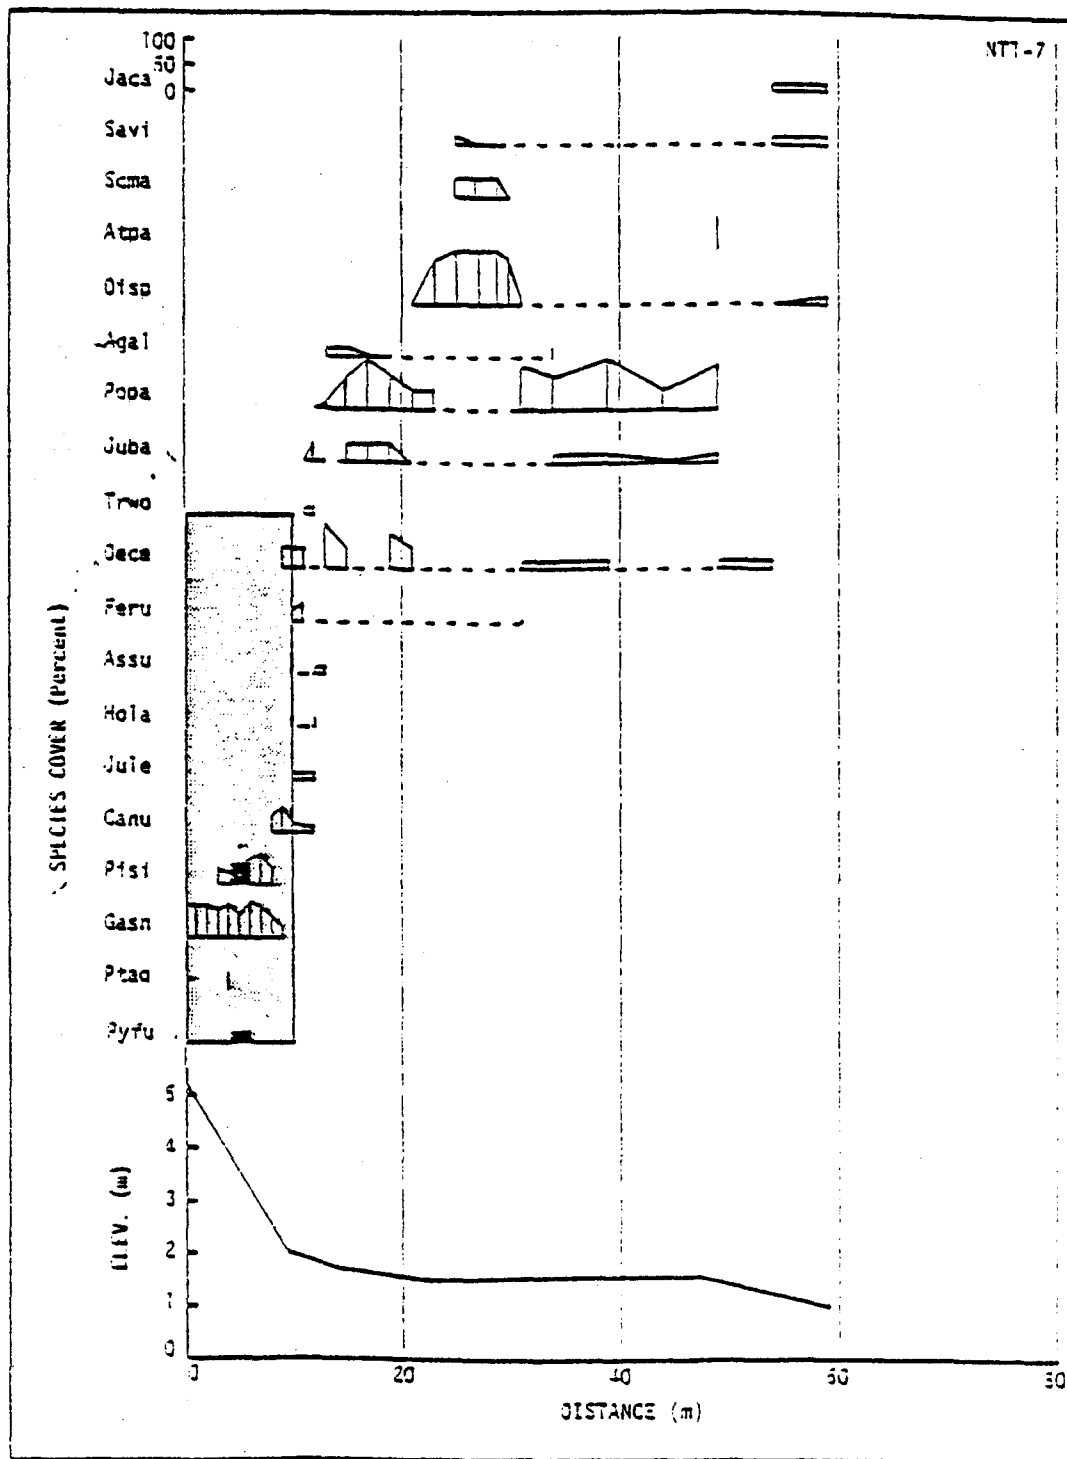 NTT-7
100
50
0
Jaca
Savi
Scma
Atpa
Disp
Agal
Popa
Juba
Trwo
Deca
Feru
Assu
Hola
Jule
Canu
Pisi
Gasn
Ptaq
Pyfu
% SPECIES COVER (Percent)
5
4
3
2
1
0
ELEV. (m)
0 20 40 60 80
DISTANCE (m)